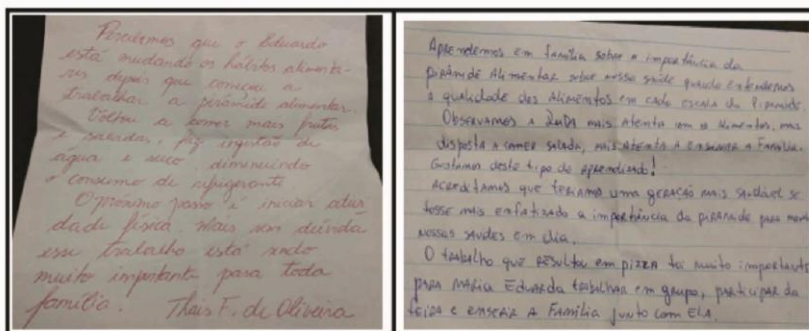 Percebemos que o Eduardo
está mudando os hábitos alimenta-
res depois que começou a
trabalhar a pirâmide alimentar.
Voltou a comer mais frutas
e saladas, faz ingestão de
água e suco, diminuindo
o consumo de refrigerante.
O próximo passo é iniciar ativi
dade física. Mais sem dúvida
esse trabalho está sendo
muito importante para toda
família. Thais F. de Oliveira
Aprendemos em família sobre a importância da
pirâmide Alimentar sobre nossa saúde quando entendemos
a qualidade dos Alimentos em cada escala da Pirâmide.
Observamos a DUDA mais Atenta com os Alimentos, mais
disposta a comer salada, mais atenta a ensinar a Família.
Gostamos deste tipo de aprendizado!
Acreditamos que teríamos uma geração mais saudável se
fosse mais enfatizado a importância da pirâmide para
nossas saúdes em dia.
O trabalho que resultou em pizza foi muito importante
para Maria Eduarda trabalhar em grupo, participar da
feira e a Família junto com ELA.